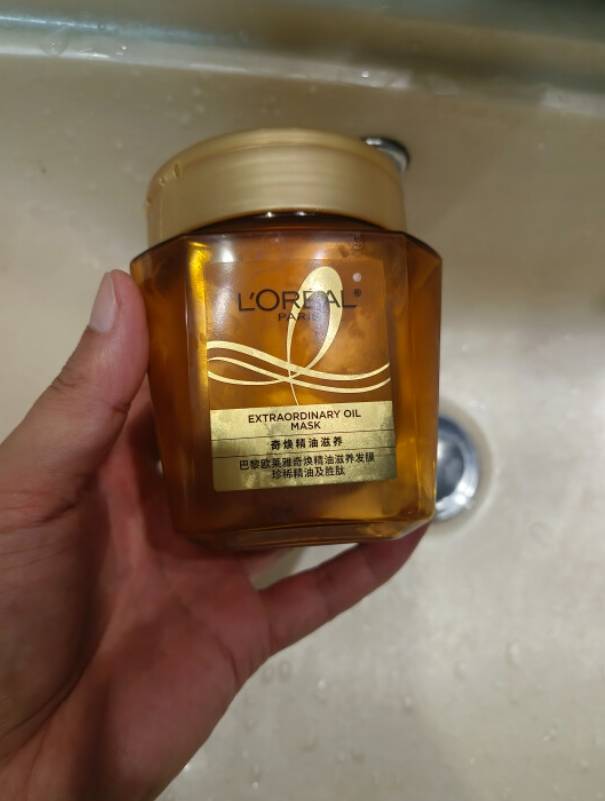 L'ORÉAL®
PARIS
EXTRAORDINARY OIL
MASK
奇焕精油滋养
巴黎欧莱雅奇焕精油滋养发膜
珍稀精油及胜肽